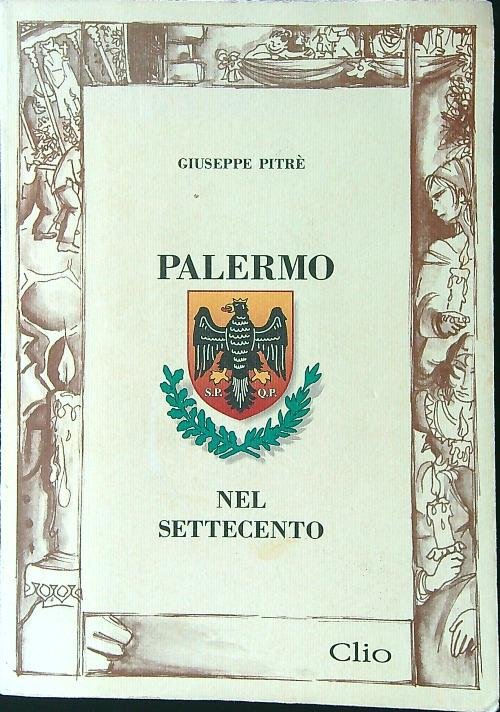 GIUSEPPE PITRÈ
PALERMO
S.P. Q.P.
NEL
SETTECENTO
Clio